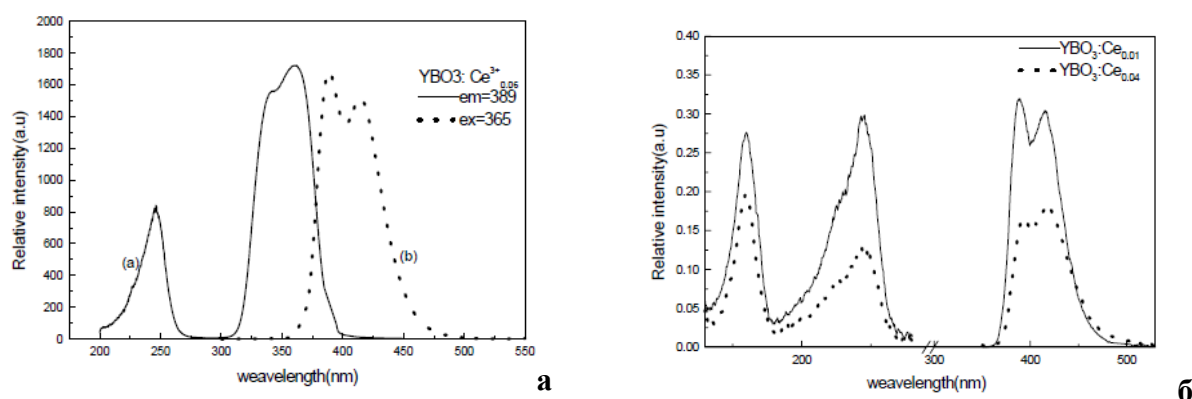 2000
1800
1600
1400
1200
1000
800
600
400
200
0
Relative intensity(a.u)
200 250 300 350 400 450 500 550
weavelength(nm)
YBO3: Ce³⁺₀.₀₆
em=389
ex=365
(a)
(b)
а
0.40
0.35
0.30
0.25
0.20
0.15
0.10
0.05
0.00
Relative intensity(a.u)
200 300 400 500
weavelength(nm)
YBO₃:Ce₀.₀₁
YBO₃:Ce₀.₀₄
б